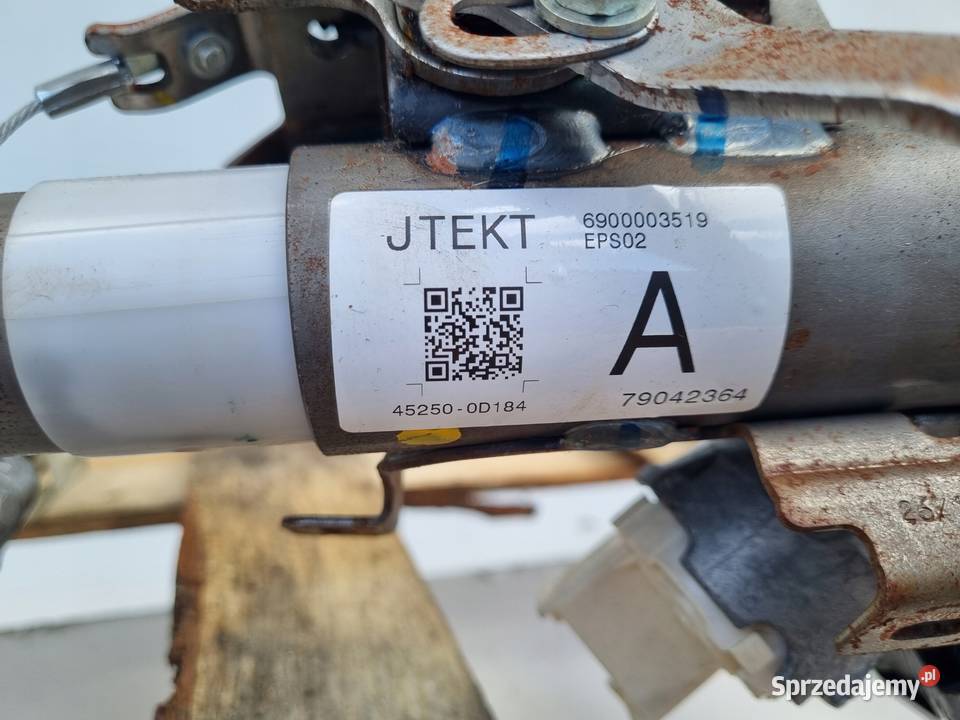 JTEKT
6900003519
EPS02
A
45250-0D184
79042364
Sprzedajemy.pl